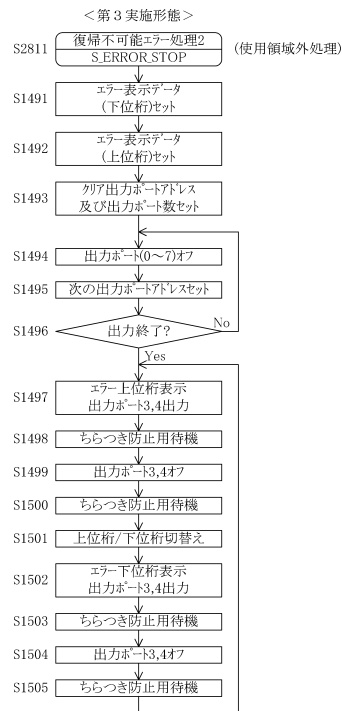 ＜第３実施形態＞
S2811 復帰不可能エラー処理2 (使用領域外処理)
S_ERROR_STOP
S1491 エラー表示データ
(下位桁)セット
S1492 エラー表示データ
(上位桁)セット
S1493 クリア出力ポートアドレス
及び出力ポート数セット
S1494 出力ポート(0～7)オフ
S1495 次の出力ポートアドレスセット
S1496 出力終了? No
Yes
S1497 エラー上位桁表示
出力ポート3,4出力
S1498 ちらつき防止用待機
S1499 出力ポート3,4オフ
S1500 ちらつき防止用待機
S1501 上位桁/下位桁切替え
S1502 エラー下位桁表示
出力ポート3,4出力
S1503 ちらつき防止用待機
S1504 出力ポート3,4オフ
S1505 ちらつき防止用待機